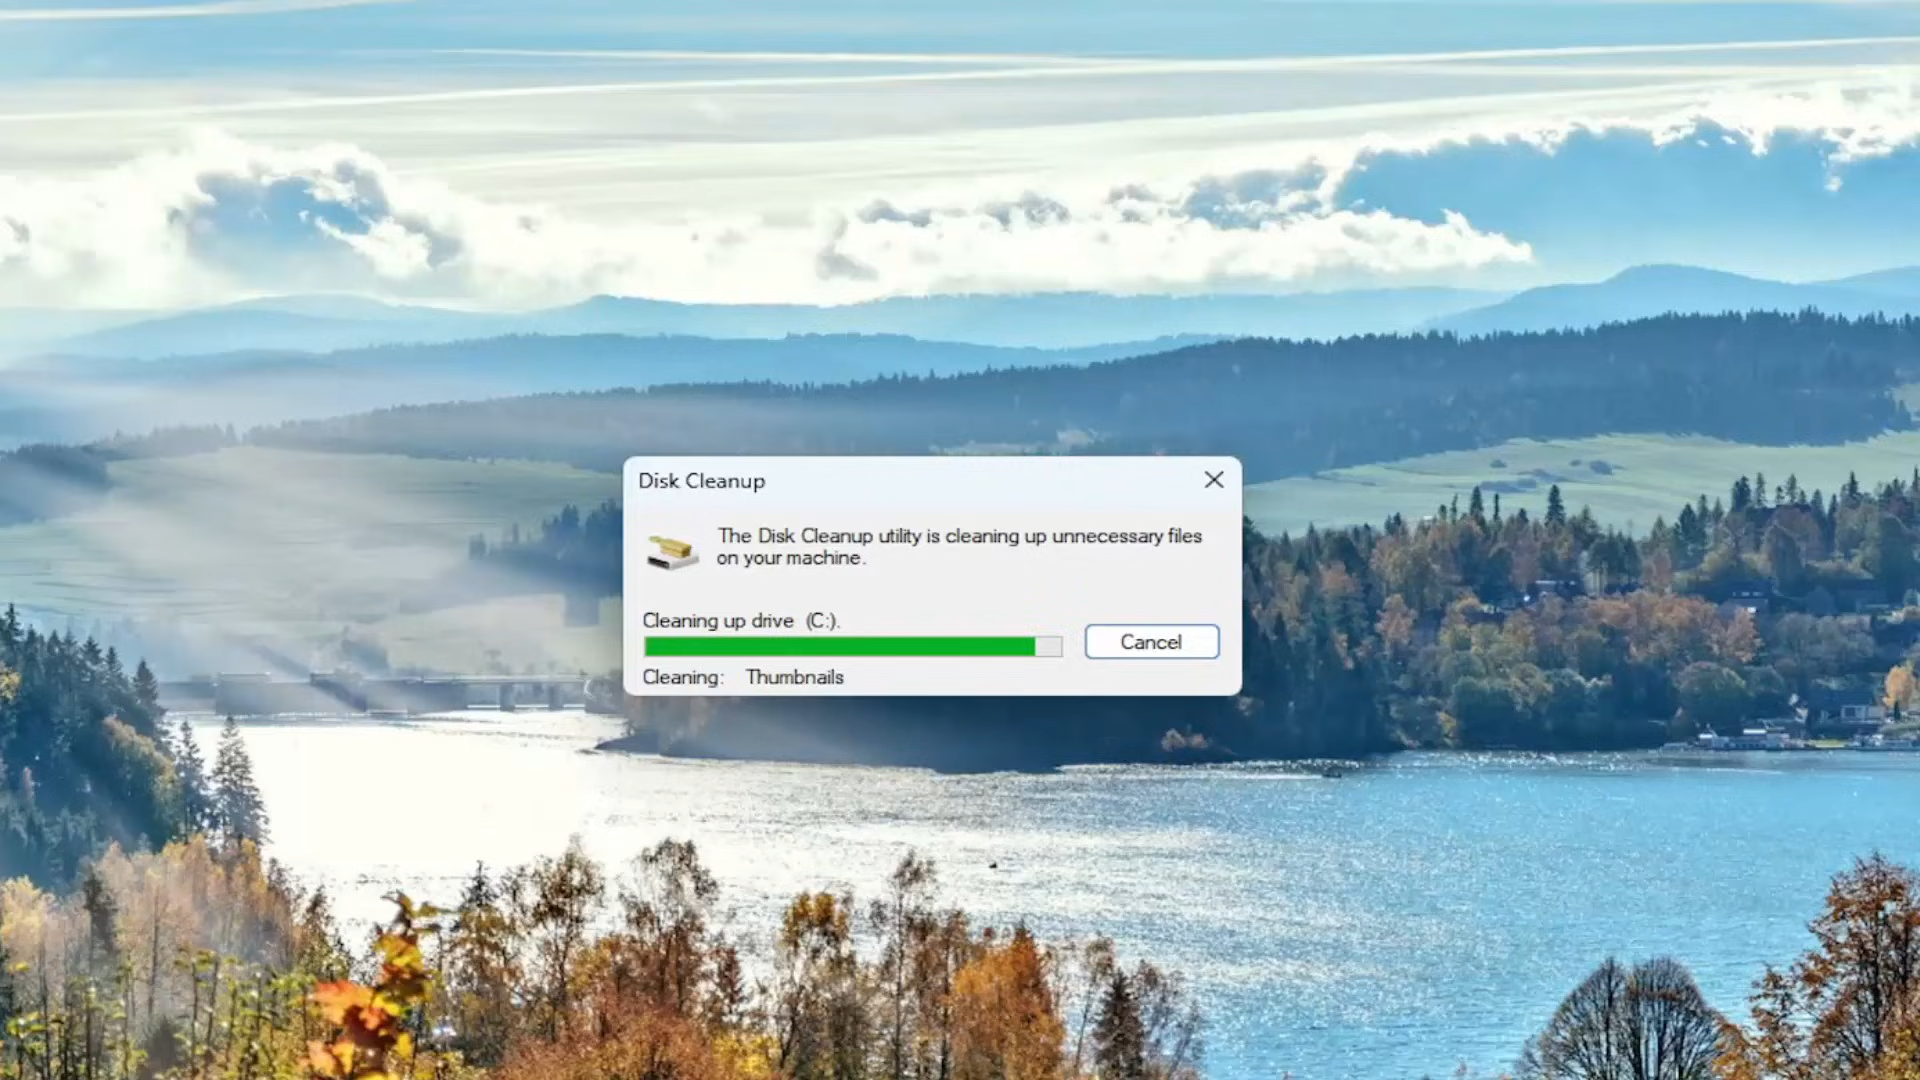 Disk Cleanup
The Disk Cleanup utility is cleaning up unnecessary files
on your machine.
Cleaning up drive (C:).
Cancel
Cleaning: Thumbnails